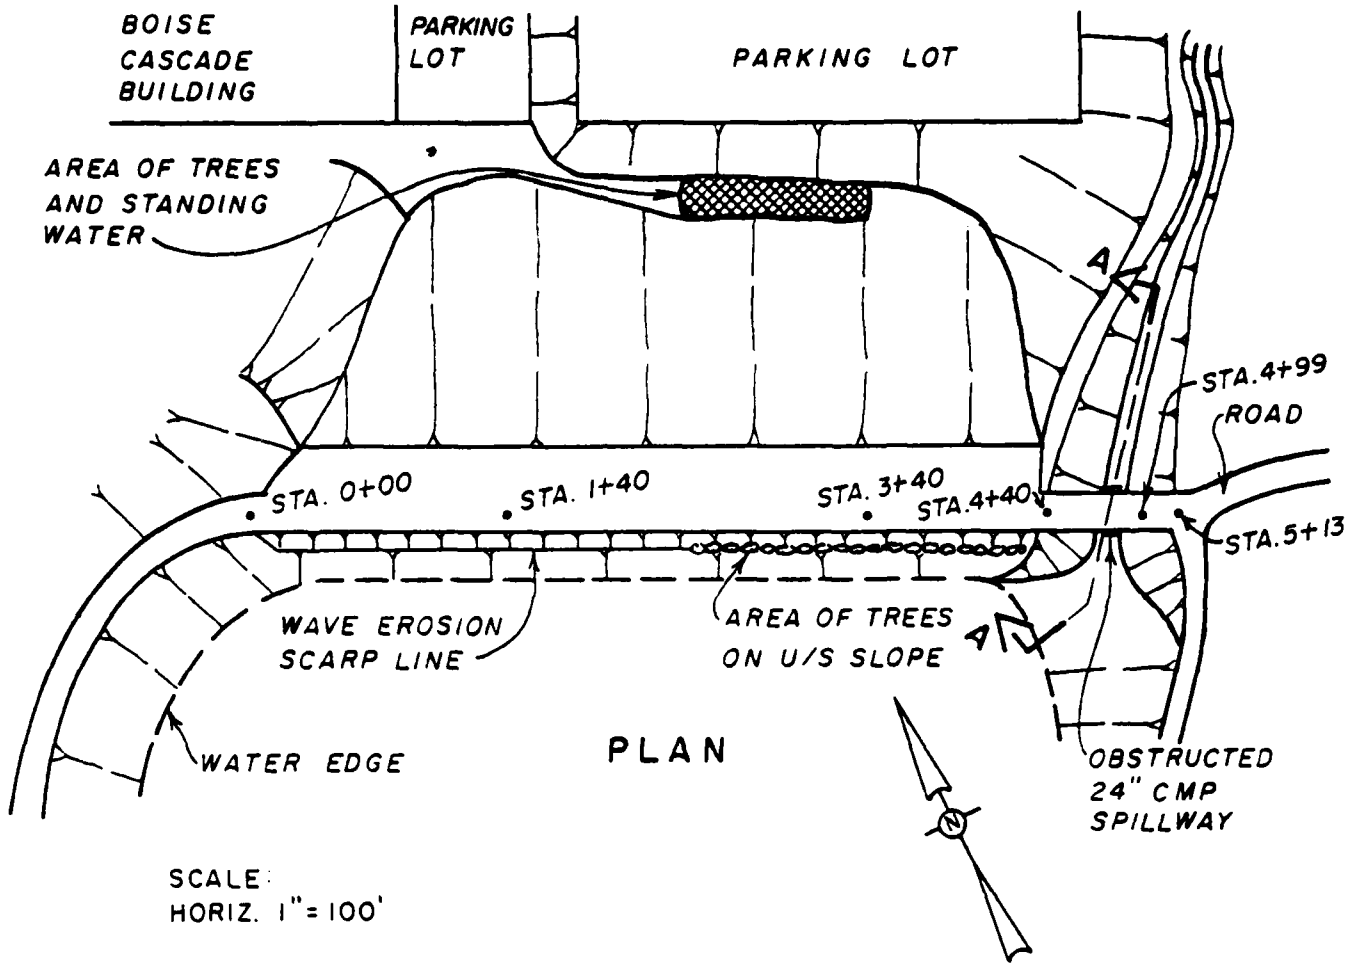 BOISE
CASCADE
BUILDING
PARKING
LOT
PARKING LOT
AREA OF TREES
AND STANDING
WATER
A
STA. 4+99
ROAD
STA. 0+00
STA. 1+40
STA. 3+40
STA. 4+40
STA. 5+13
WAVE EROSION
SCARP LINE
AREA OF TREES
ON U/S SLOPE
A
WATER EDGE
PLAN
OBSTRUCTED
24" CMP
SPILLWAY
N
SCALE:
HORIZ. 1"=100'